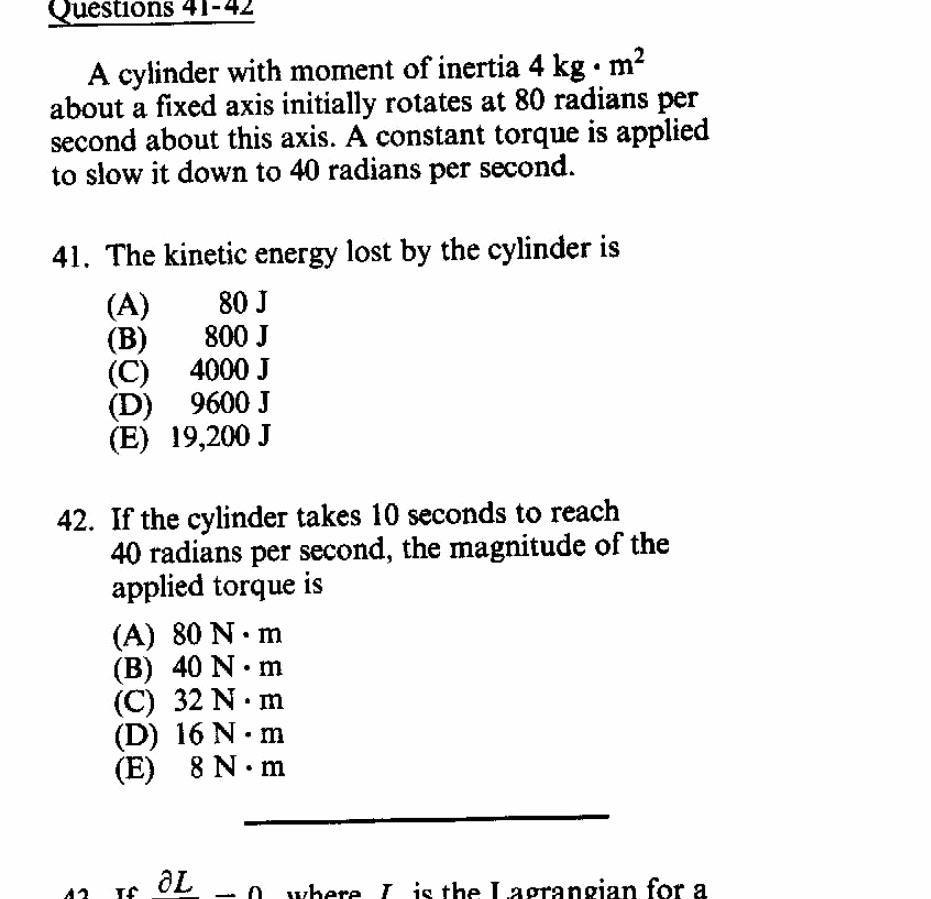 Questions 41-42
A cylinder with moment of inertia 4 kg · m²
about a fixed axis initially rotates at 80 radians per
second about this axis. A constant torque is applied
to slow it down to 40 radians per second.
41. The kinetic energy lost by the cylinder is
(A) 80 J
(B) 800 J
(C) 4000 J
(D) 9600 J
(E) 19,200 J
42. If the cylinder takes 10 seconds to reach
40 radians per second, the magnitude of the
applied torque is
(A) 80 N · m
(B) 40 N · m
(C) 32 N · m
(D) 16 N · m
(E) 8 N · m
∂L
43. If = 0, where L is the Lagrangian for a